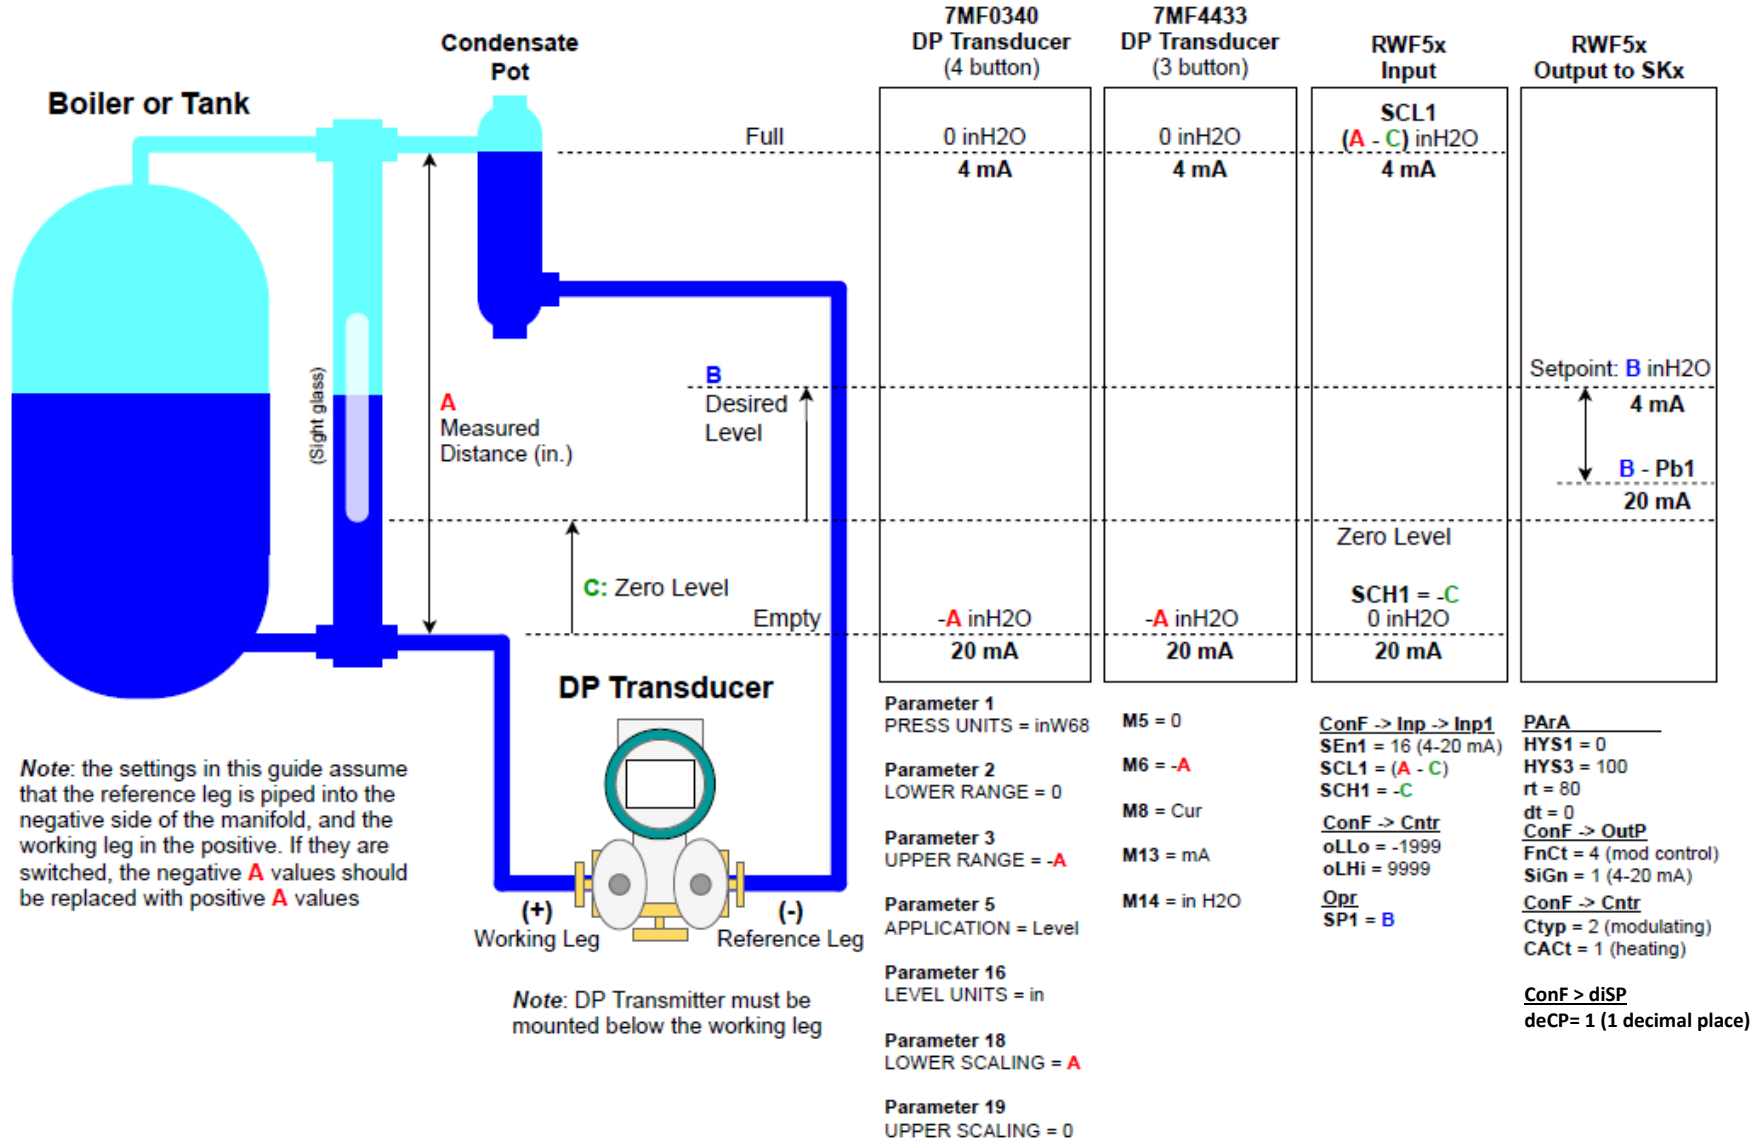 Boiler or Tank
Condensate
Pot
7MF0340
DP Transducer
(4 button)
7MF4433
DP Transducer
(3 button)
RWF5x
Input
RWF5x
Output to SKx
Full
0 inH2O
4 mA
0 inH2O
4 mA
SCL1
(A - C) inH2O
4 mA
(Sight glass)
A
Measured
Distance (in.)
B
Desired
Level
Setpoint: B inH2O
4 mA
B - Pb1
20 mA
Zero Level
C: Zero Level
Empty
-A inH2O
20 mA
-A inH2O
20 mA
SCH1 = -C
0 inH2O
20 mA
DP Transducer
(+)
Working Leg
(-)
Reference Leg
Note: the settings in this guide assume
that the reference leg is piped into the
negative side of the manifold, and the
working leg in the positive. If they are
switched, the negative A values should
be replaced with positive A values
Note: DP Transmitter must be
mounted below the working leg
Parameter 1
PRESS UNITS = inW68
Parameter 2
LOWER RANGE = 0
Parameter 3
UPPER RANGE = -A
Parameter 5
APPLICATION = Level
Parameter 16
LEVEL UNITS = in
Parameter 18
LOWER SCALING = A
Parameter 19
UPPER SCALING = 0
M5 = 0
M6 = -A
M8 = Cur
M13 = mA
M14 = in H2O
ConF -> Inp -> Inp1
SEn1 = 16 (4-20 mA)
SCL1 = (A - C)
SCH1 = -C
ConF -> Cntr
oLLo = -1999
oLHi = 9999
Opr
SP1 = B
PArA
HYS1 = 0
HYS3 = 100
rt = 80
dt = 0
ConF -> OutP
FnCt = 4 (mod control)
SiGn = 1 (4-20 mA)
ConF -> Cntr
Ctyp = 2 (modulating)
CACt = 1 (heating)
ConF > diSP
deCP= 1 (1 decimal place)